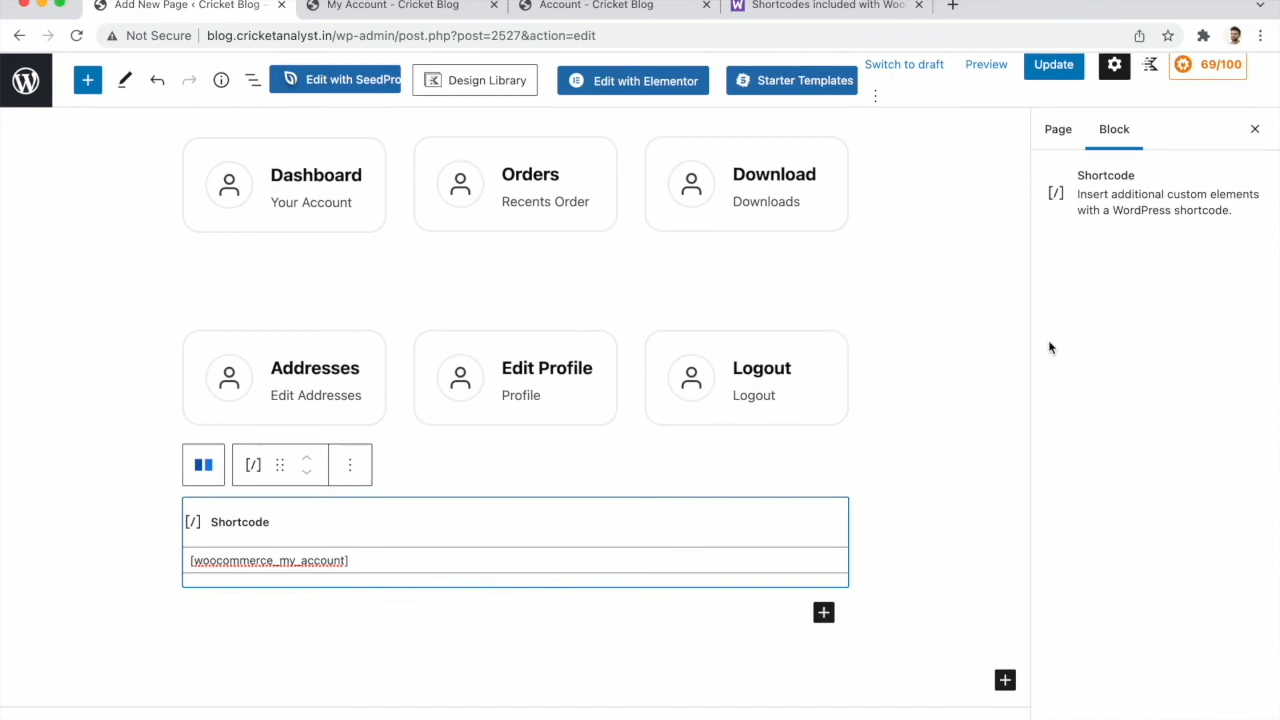 Add New Page ‹ Cricket Blog –
My Account - Cricket Blog
Account - Cricket Blog
Shortcodes included with Woo
Not Secure
blog.cricketanalyst.in/wp-admin/post.php?post=2527&action=edit
Edit with SeedPro
Design Library
Edit with Elementor
Starter Templates
Switch to draft
Preview
Update
69/100
Page
Block
Shortcode
Insert additional custom elements
with a WordPress shortcode.
Dashboard
Your Account
Orders
Recents Order
Download
Downloads
Addresses
Edit Addresses
Edit Profile
Profile
Logout
Logout
[/] Shortcode
[woocommerce_my_account]